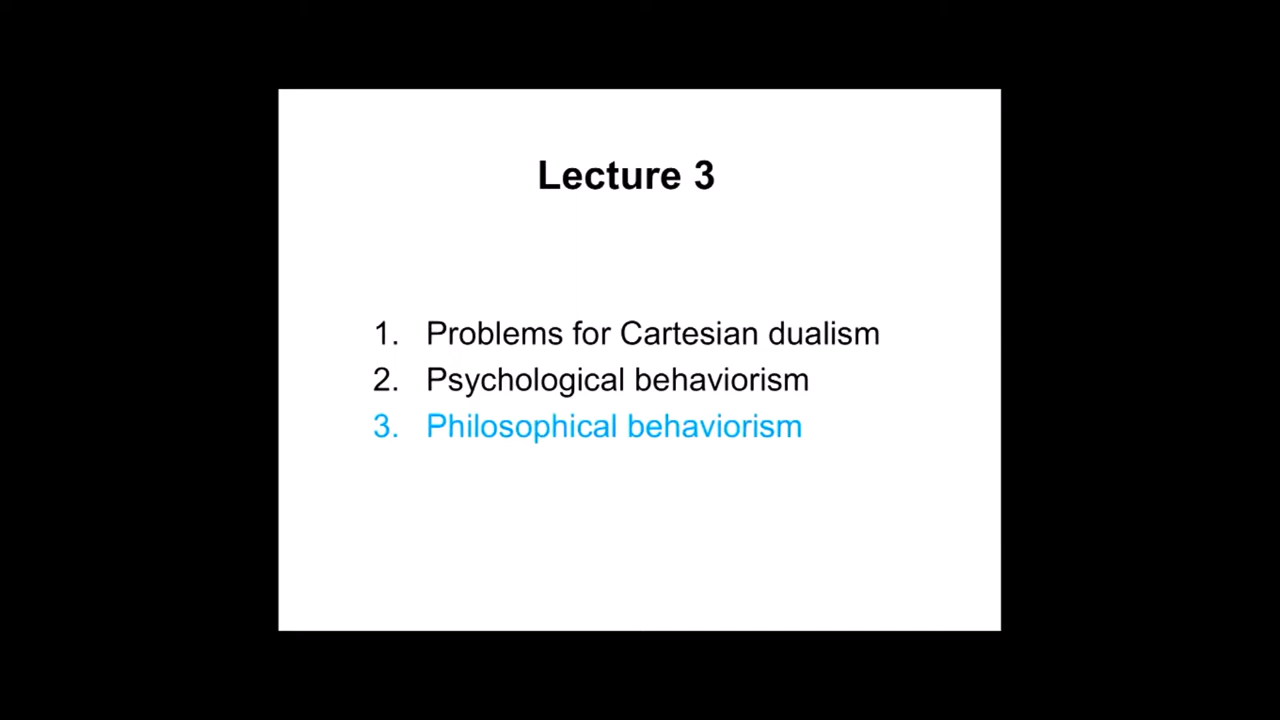 Lecture 3
1. Problems for Cartesian dualism
2. Psychological behaviorism
3. Philosophical behaviorism